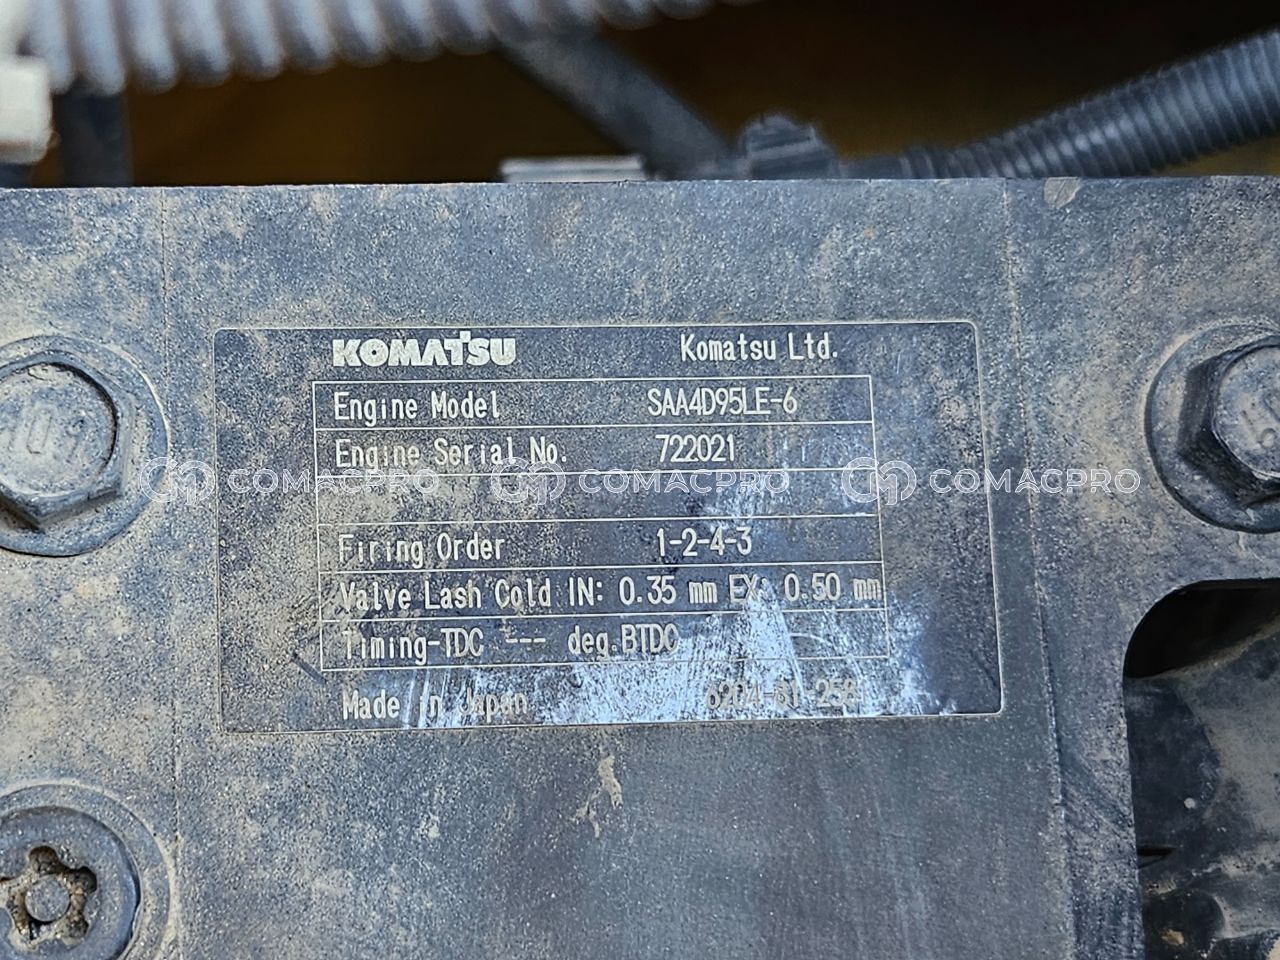 KOMATSU Komatsu Ltd.
Engine Model SAA4D95LE-6
Engine Serial No. 722021
COMACPRO COMACPRO COMACPRO
Firing Order 1-2-4-3
Valve Lash Cold IN: 0.35 mm EX: 0.50 mm
Timing-TDC --- deg.BTDC
Made in Japan